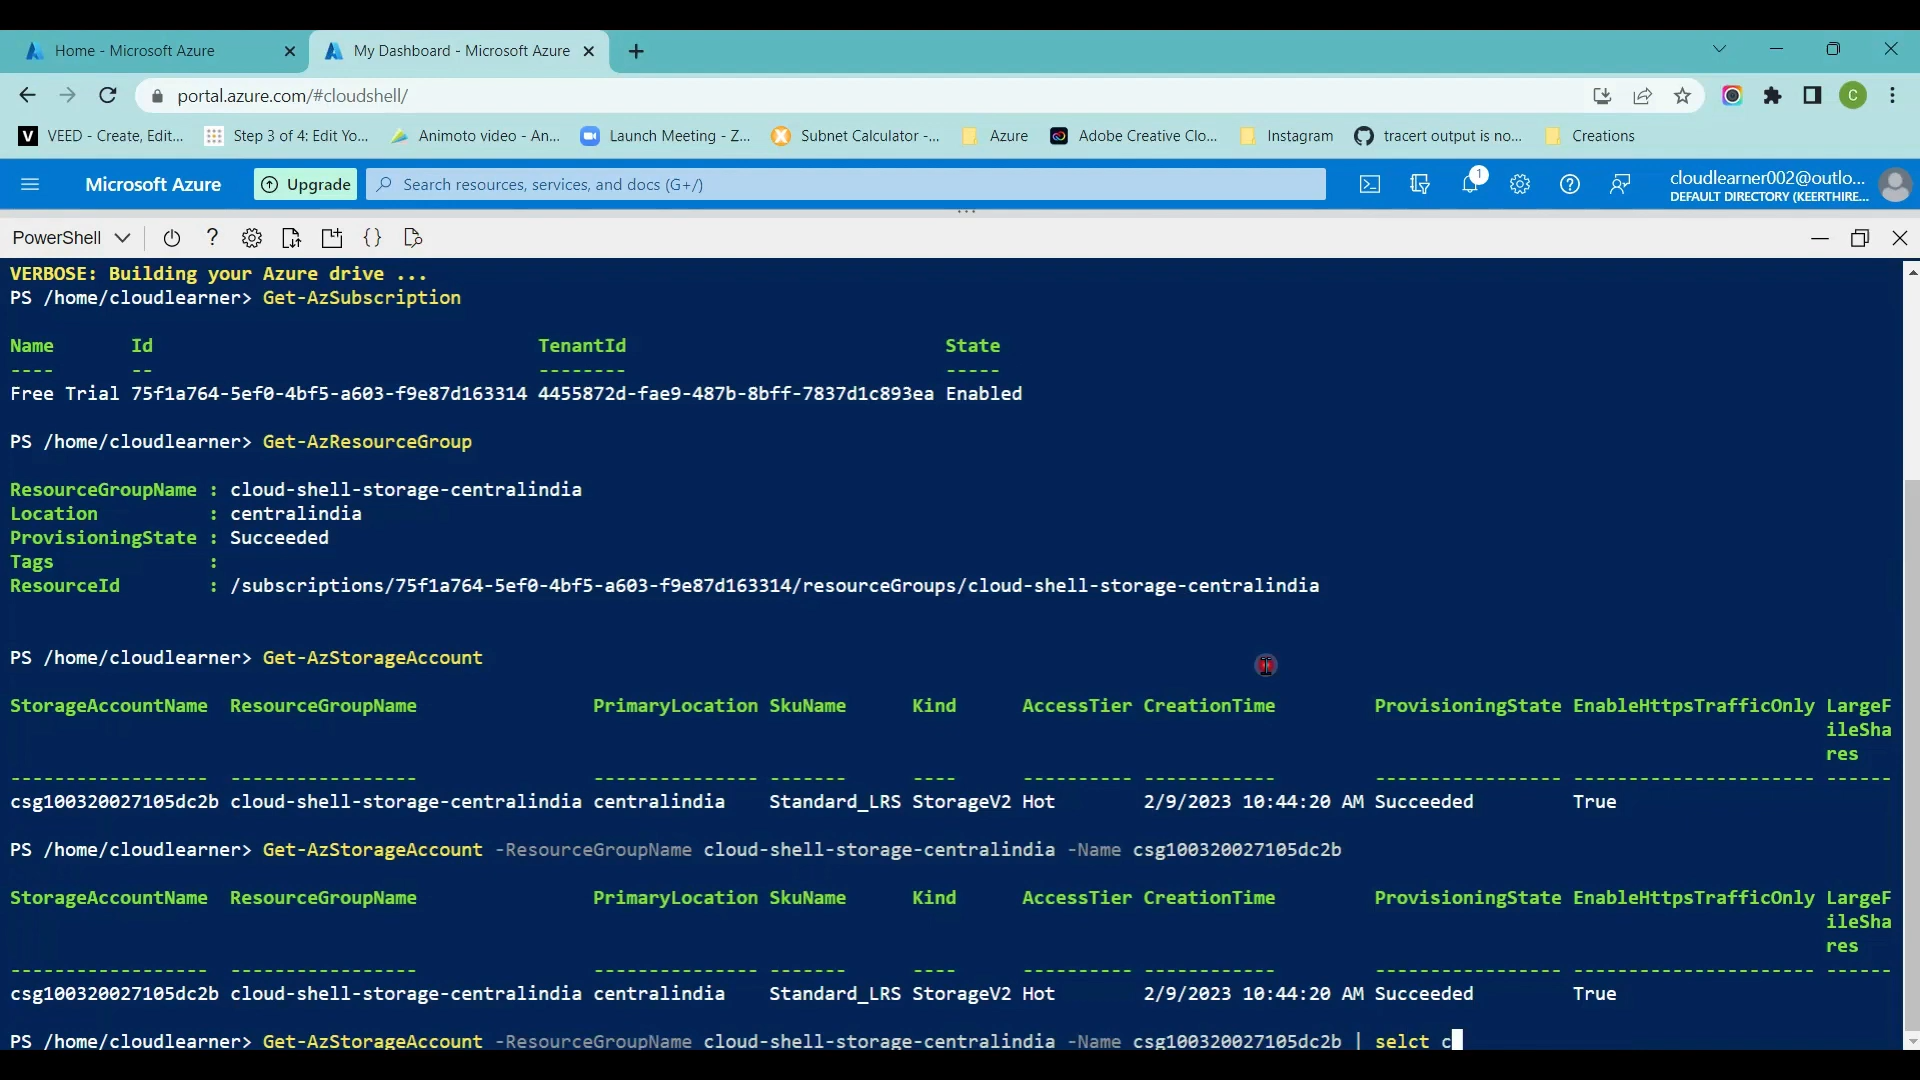 Home - Microsoft Azure
My Dashboard - Microsoft Azure
portal.azure.com/#cloudshell/
C
VEED - Create, Edit...
Step 3 of 4: Edit Yo...
Animoto video - An...
Launch Meeting - Z...
Subnet Calculator -...
Azure
Adobe Creative Clo...
Instagram
tracert output is no...
Creations
Microsoft Azure
Upgrade
Search resources, services, and docs (G+/)
1
cloudlearner002@outlo...
DEFAULT DIRECTORY (KEERTHIRE...
PowerShell
VERBOSE: Building your Azure drive ...
PS /home/cloudlearner> Get-AzSubscription
Name Id TenantId State
---- -- -------- -----
Free Trial 75f1a764-5ef0-4bf5-a603-f9e87d163314 4455872d-fae9-487b-8bff-7837d1c893ea Enabled
PS /home/cloudlearner> Get-AzResourceGroup
ResourceGroupName : cloud-shell-storage-centralindia
Location : centralindia
ProvisioningState : Succeeded
Tags :
ResourceId : /subscriptions/75f1a764-5ef0-4bf5-a603-f9e87d163314/resourceGroups/cloud-shell-storage-centralindia
PS /home/cloudlearner> Get-AzStorageAccount
StorageAccountName ResourceGroupName PrimaryLocation SkuName Kind AccessTier CreationTime ProvisioningState EnableHttpsTrafficOnly LargeF
ileSha
res
------------------ ----------------- --------------- ------- ---- ---------- ------------ ----------------- ---------------------- ------
csg100320027105dc2b cloud-shell-storage-centralindia centralindia Standard_LRS StorageV2 Hot 2/9/2023 10:44:20 AM Succeeded True
PS /home/cloudlearner> Get-AzStorageAccount -ResourceGroupName cloud-shell-storage-centralindia -Name csg100320027105dc2b
StorageAccountName ResourceGroupName PrimaryLocation SkuName Kind AccessTier CreationTime ProvisioningState EnableHttpsTrafficOnly LargeF
ileSha
res
------------------ ----------------- --------------- ------- ---- ---------- ------------ ----------------- ---------------------- ------
csg100320027105dc2b cloud-shell-storage-centralindia centralindia Standard_LRS StorageV2 Hot 2/9/2023 10:44:20 AM Succeeded True
PS /home/cloudlearner> Get-AzStorageAccount -ResourceGroupName cloud-shell-storage-centralindia -Name csg100320027105dc2b | selct c